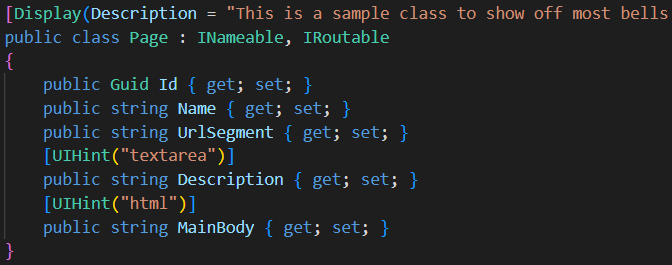 [Display(Description = "This is a sample class to show off most bells
public class Page : INameable, IRoutable
{
    public Guid Id { get; set; }
    public string Name { get; set; }
    public string UrlSegment { get; set; }
    [UIHint("textarea")]
    public string Description { get; set; }
    [UIHint("html")]
    public string MainBody { get; set; }
}